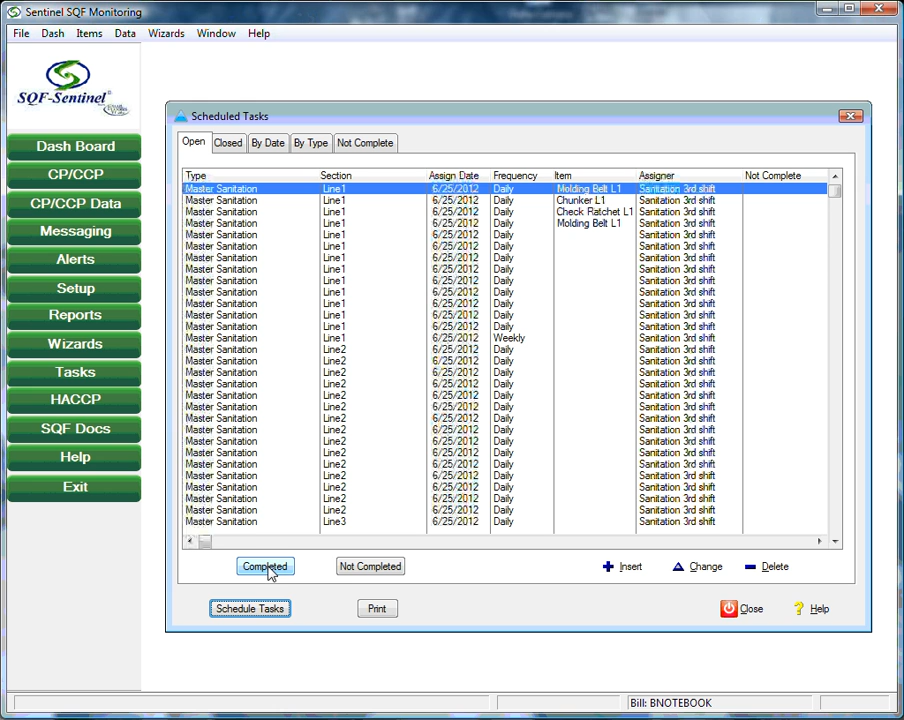 Sentinel SQF Monitoring
File Dash Items Data Wizards Window Help
SQF-Sentinel
Dash Board
CP/CCP
CP/CCP Data
Messaging
Alerts
Setup
Reports
Wizards
Tasks
HACCP
SQF Docs
Help
Exit
Scheduled Tasks
Open Closed By Date By Type Not Complete
Type Section Assign Date Frequency Item Assigner Not Complete
Master Sanitation Line1 6/25/2012 Daily Molding Belt L1 Sanitation 3rd shift
Master Sanitation Line1 6/25/2012 Daily Chunker L1 Sanitation 3rd shift
Master Sanitation Line1 6/25/2012 Daily Check Ratchet L1 Sanitation 3rd shift
Master Sanitation Line1 6/25/2012 Daily Molding Belt L1 Sanitation 3rd shift
Master Sanitation Line1 6/25/2012 Daily Sanitation 3rd shift
Master Sanitation Line1 6/25/2012 Daily Sanitation 3rd shift
Master Sanitation Line1 6/25/2012 Daily Sanitation 3rd shift
Master Sanitation Line1 6/25/2012 Daily Sanitation 3rd shift
Master Sanitation Line1 6/25/2012 Daily Sanitation 3rd shift
Master Sanitation Line1 6/25/2012 Daily Sanitation 3rd shift
Master Sanitation Line1 6/25/2012 Daily Sanitation 3rd shift
Master Sanitation Line1 6/25/2012 Daily Sanitation 3rd shift
Master Sanitation Line1 6/25/2012 Daily Sanitation 3rd shift
Master Sanitation Line1 6/25/2012 Weekly Sanitation 3rd shift
Master Sanitation Line2 6/25/2012 Daily Sanitation 3rd shift
Master Sanitation Line2 6/25/2012 Daily Sanitation 3rd shift
Master Sanitation Line2 6/25/2012 Daily Sanitation 3rd shift
Master Sanitation Line2 6/25/2012 Daily Sanitation 3rd shift
Master Sanitation Line2 6/25/2012 Daily Sanitation 3rd shift
Master Sanitation Line2 6/25/2012 Daily Sanitation 3rd shift
Master Sanitation Line2 6/25/2012 Daily Sanitation 3rd shift
Master Sanitation Line2 6/25/2012 Daily Sanitation 3rd shift
Master Sanitation Line2 6/25/2012 Daily Sanitation 3rd shift
Master Sanitation Line2 6/25/2012 Daily Sanitation 3rd shift
Master Sanitation Line2 6/25/2012 Daily Sanitation 3rd shift
Master Sanitation Line2 6/25/2012 Daily Sanitation 3rd shift
Master Sanitation Line2 6/25/2012 Daily Sanitation 3rd shift
Master Sanitation Line2 6/25/2012 Daily Sanitation 3rd shift
Master Sanitation Line3 6/25/2012 Daily Sanitation 3rd shift
Completed Not Completed Insert Change Delete
Schedule Tasks Print Close Help
Bill: BNOTEBOOK